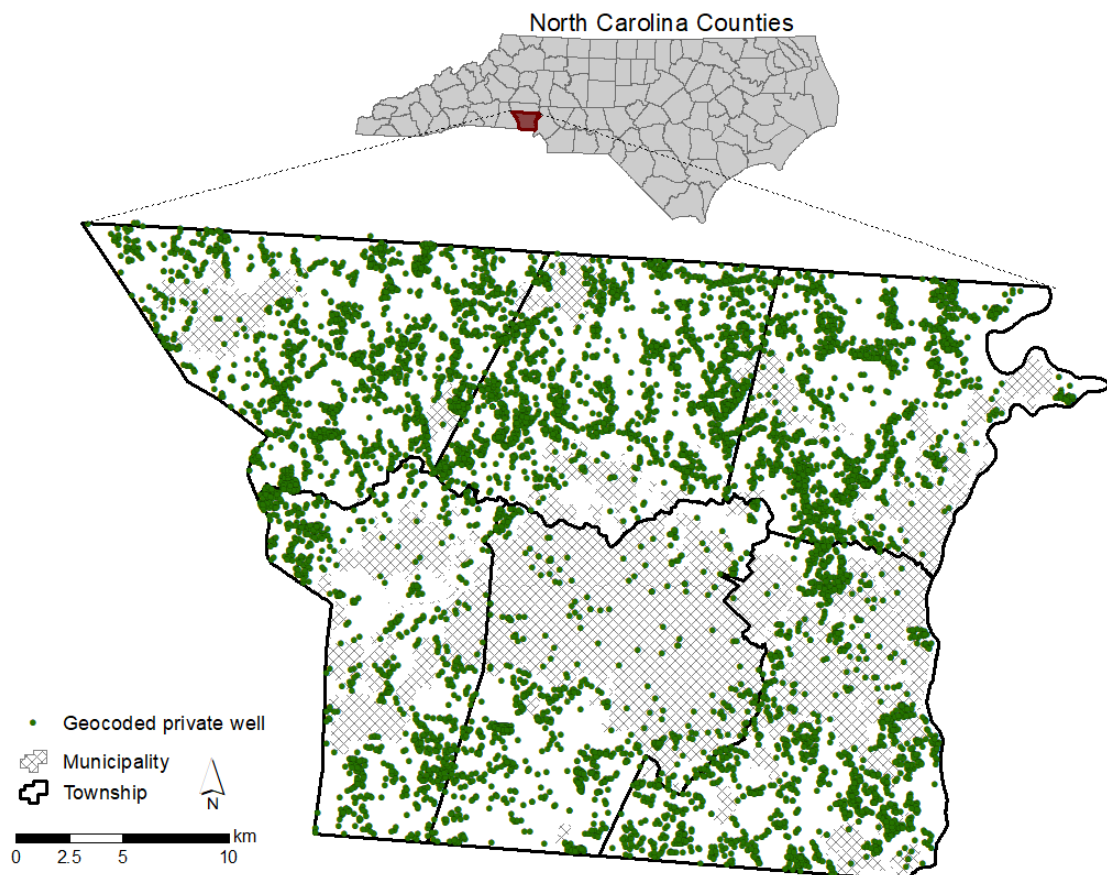 North Carolina Counties
Geocoded private well
Municipality
Township
N
km
0 2.5 5 10